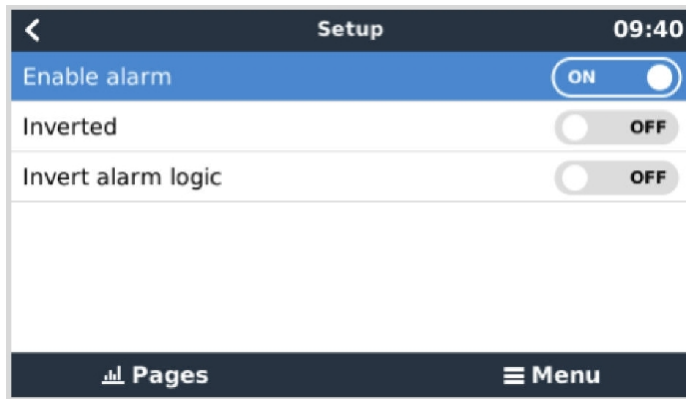 Setup 09:40
Enable alarm ON
Inverted OFF
Invert alarm logic OFF
Pages Menu